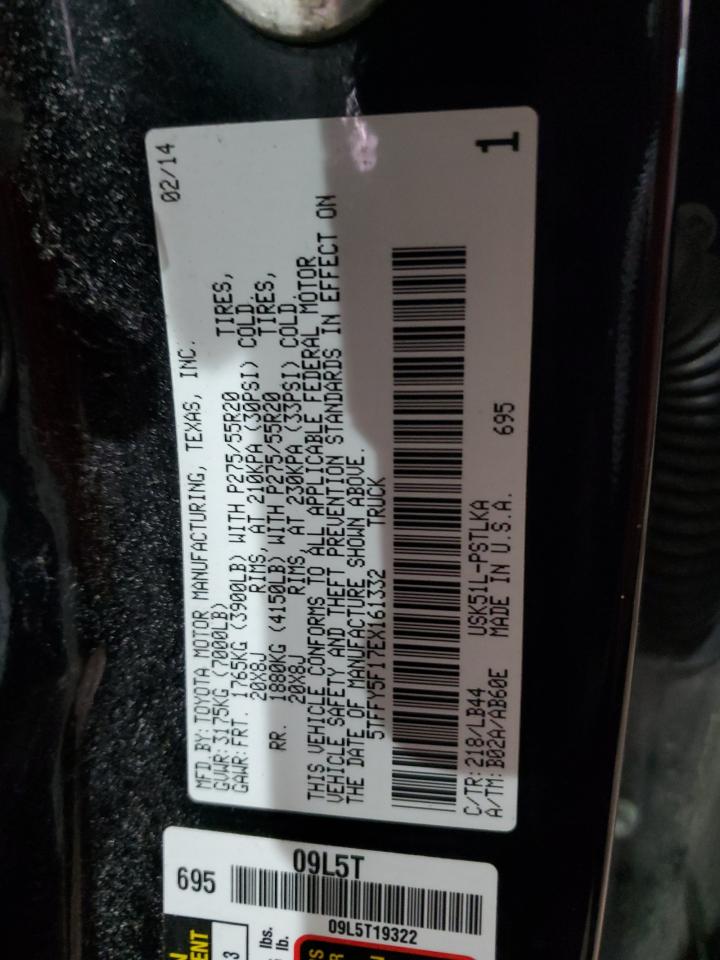 MFD.BY:TOYOTA MOTOR MANUFACTURING, TEXAS, INC. 02/14
GVWR:3175KG (7000LB)
GAWR:FRT. 1765KG (3900LB) WITH P275/55R20 TIRES,
20X8J RIMS, AT 210KPA (30PSI) COLD.
RR. 1880KG (4150LB) WITH P275/55R20 TIRES,
20X8J RIMS, AT 230KPA (33PSI) COLD.
THIS VEHICLE CONFORMS TO ALL APPLICABLE FEDERAL MOTOR
VEHICLE SAFETY AND THEFT PREVENTION STANDARDS IN EFFECT ON
THE DATE OF MANUFACTURE SHOWN ABOVE.
5TFFY5F17EX161332 TRUCK
C/TR:218/LB44 USK51L-PSTLKA 695
A/TM:B02A/AB60E MADE IN U.S.A.
1
09L5T
695
09L5T19322
lbs.
lb.
3